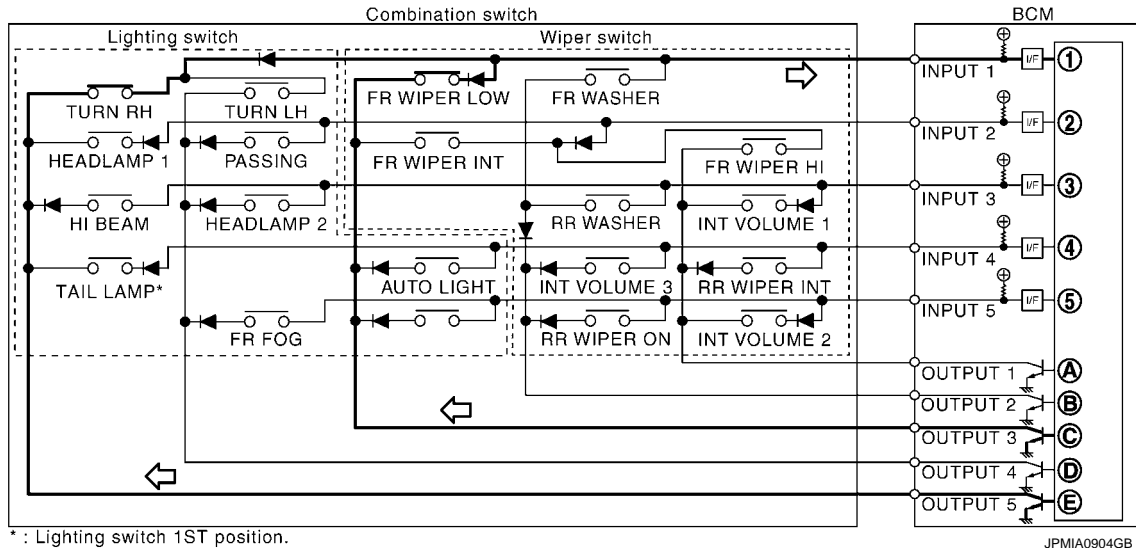 Combination switch
BCM
Lighting switch
Wiper switch
INPUT 1
I/F
1
TURN RH
TURN LH
FR WIPER LOW
FR WASHER
INPUT 2
I/F
2
HEADLAMP 1
PASSING
FR WIPER INT
FR WIPER HI
INPUT 3
I/F
3
HI BEAM
HEADLAMP 2
RR WASHER
INT VOLUME 1
INPUT 4
I/F
4
TAIL LAMP*
AUTO LIGHT
INT VOLUME 3
RR WIPER INT
INPUT 5
I/F
5
FR FOG
RR WIPER ON
INT VOLUME 2
OUTPUT 1
A
OUTPUT 2
B
OUTPUT 3
C
OUTPUT 4
D
OUTPUT 5
E
* : Lighting switch 1ST position.
JPMIA0904GB